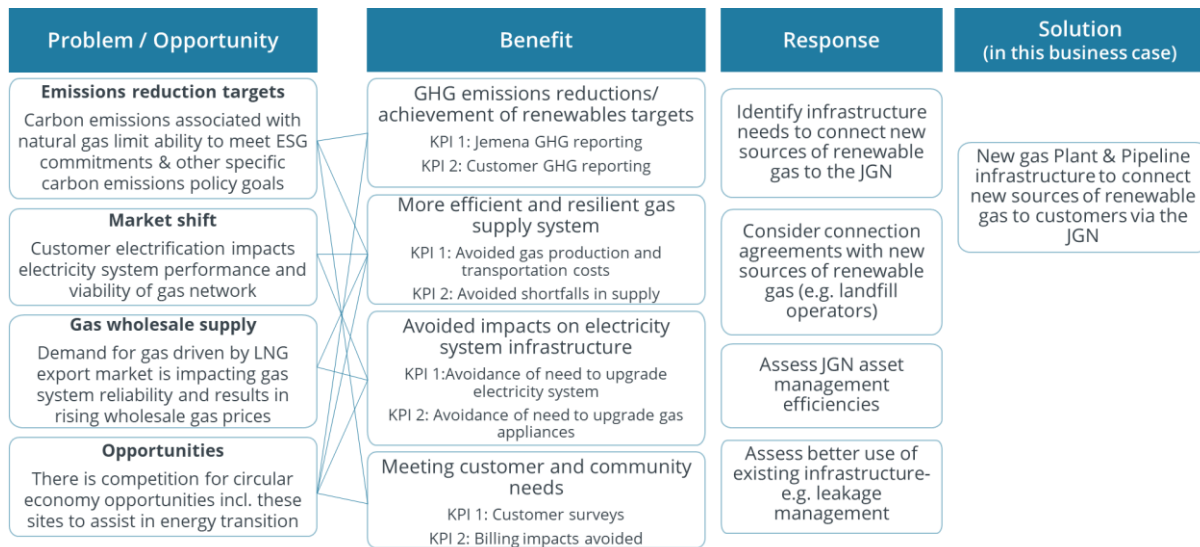 Problem / Opportunity
Emissions reduction targets
Carbon emissions associated with
natural gas limit ability to meet ESG
commitments & other specific
carbon emissions policy goals
Market shift
Customer electrification impacts
electricity system performance and
viability of gas network
Gas wholesale supply
Demand for gas driven by LNG
export market is impacting gas
system reliability and results in
rising wholesale gas prices
Opportunities
There is competition for circular
economy opportunities incl. these
sites to assist in energy transition
Benefit
GHG emissions reductions/
achievement of renewables targets
KPI 1: Jemena GHG reporting
KPI 2: Customer GHG reporting
More efficient and resilient gas
supply system
KPI 1: Avoided gas production and
transportation costs
KPI 2: Avoided shortfalls in supply
Avoided impacts on electricity
system infrastructure
KPI 1:Avoidance of need to upgrade
electricity system
KPI 2: Avoidance of need to upgrade gas
appliances
Meeting customer and community
needs
KPI 1: Customer surveys
KPI 2: Billing impacts avoided
Response
Identify infrastructure
needs to connect new
sources of renewable
gas to the JGN
Consider connection
agreements with new
sources of renewable
gas (e.g. landfill
operators)
Assess JGN asset
management
efficiencies
Assess better use of
existing infrastructure-
e.g. leakage
management
Solution
(in this business case)
New gas Plant & Pipeline
infrastructure to connect
new sources of renewable
gas to customers via the
JGN